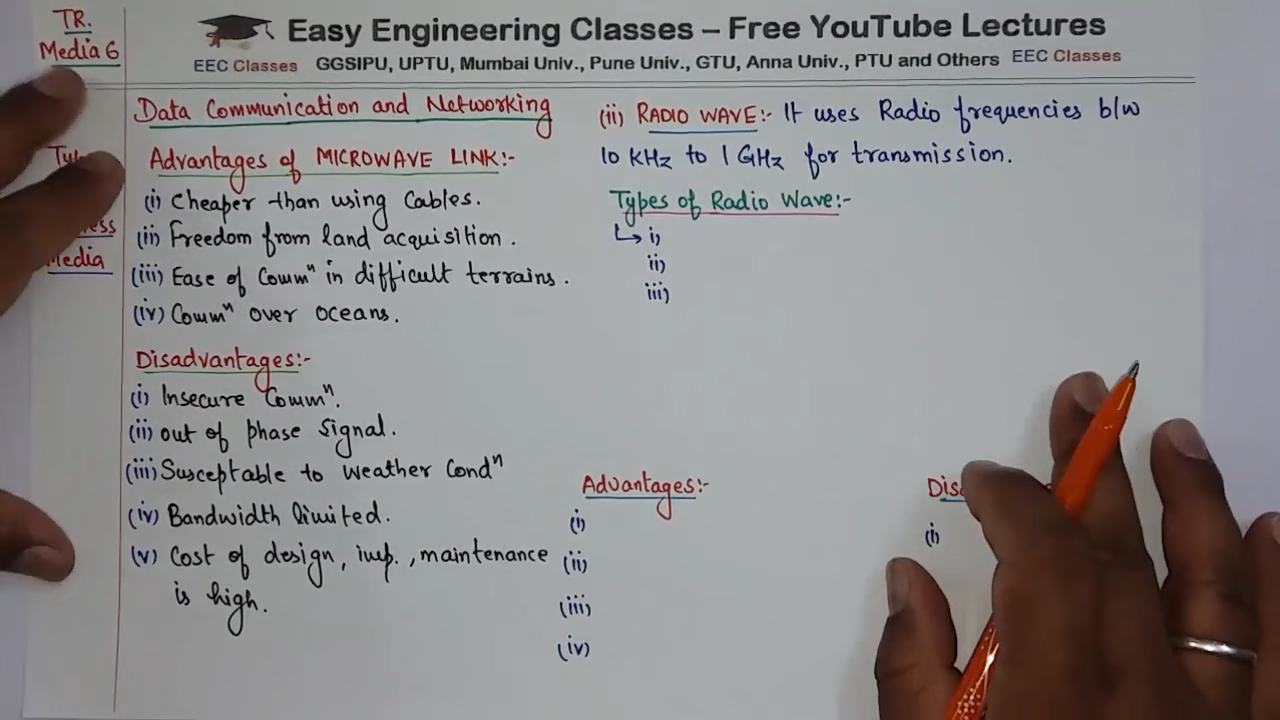 TR.
Media 6
Easy Engineering Classes – Free YouTube Lectures
EEC Classes GGSIPU, UPTU, Mumbai Univ., Pune Univ., GTU, Anna Univ., PTU and Others EEC Classes
Media
Data Communication and Networking
Advantages of MICROWAVE LINK:-
(i) Cheaper than using Cables.
(ii) Freedom from land acquisition.
(iii) Ease of Commⁿ in difficult terrains.
(iv) Commⁿ over oceans.
Disadvantages:-
(i) Insecure Commⁿ.
(ii) out of phase signal.
(iii) Susceptable to weather Condⁿ
(iv) Bandwidth limited.
(v) Cost of design, imp., maintenance
is high.
(ii) RADIO WAVE:- It uses Radio frequencies b/w
10 KHz to 1 GHz for transmission.
Types of Radio Wave:-
↳ i)
ii)
iii)
Advantages:-
(i)
(ii)
(iii)
(iv)
(i)